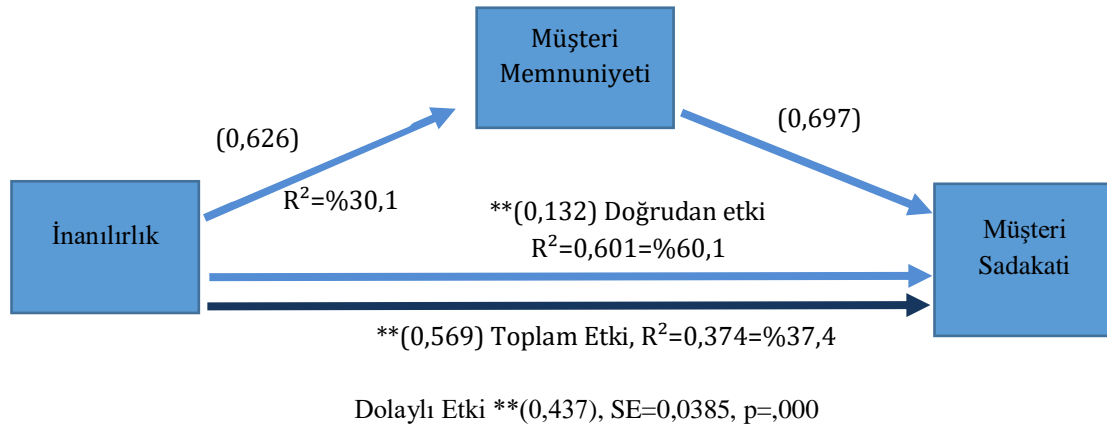 Müşteri
Memnuniyeti
(0,626)
(0,697)
R²=%30,1
İnanılırlık
**(0,132) Doğrudan etki
R²=0,601=%60,1
Müşteri
Sadakati
**(0,569) Toplam Etki, R²=0,374=%37,4
Dolaylı Etki **(0,437), SE=0,0385, p=,000